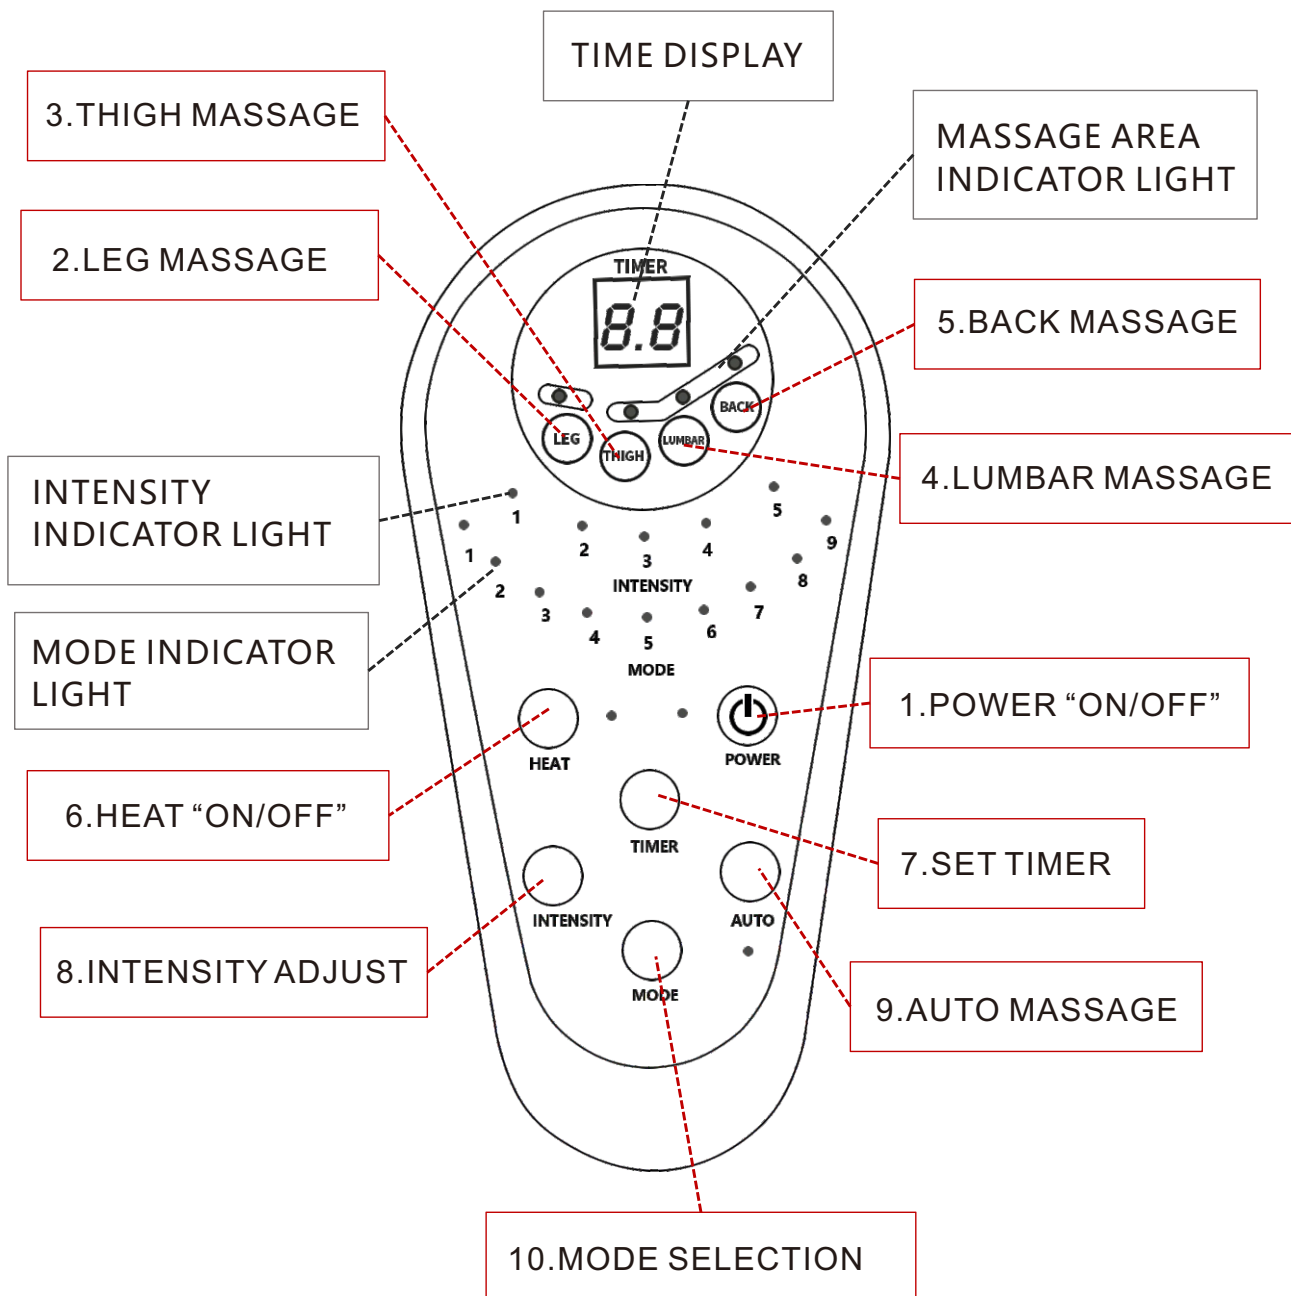 TIME DISPLAY
3.THIGH MASSAGE
MASSAGE AREA
INDICATOR LIGHT
2.LEG MASSAGE
TIMER
8.8
5.BACK MASSAGE
BACK
LEG
THIGH
LUMBAR
4.LUMBAR MASSAGE
INTENSITY
INDICATOR LIGHT
1
2
3
4
5
INTENSITY
1
2
3
4
5
6
7
8
9
MODE
MODE INDICATOR
LIGHT
1.POWER “ON/OFF”
HEAT
POWER
6.HEAT “ON/OFF”
TIMER
7.SET TIMER
INTENSITY
AUTO
8.INTENSITY ADJUST
MODE
9.AUTO MASSAGE
10.MODE SELECTION